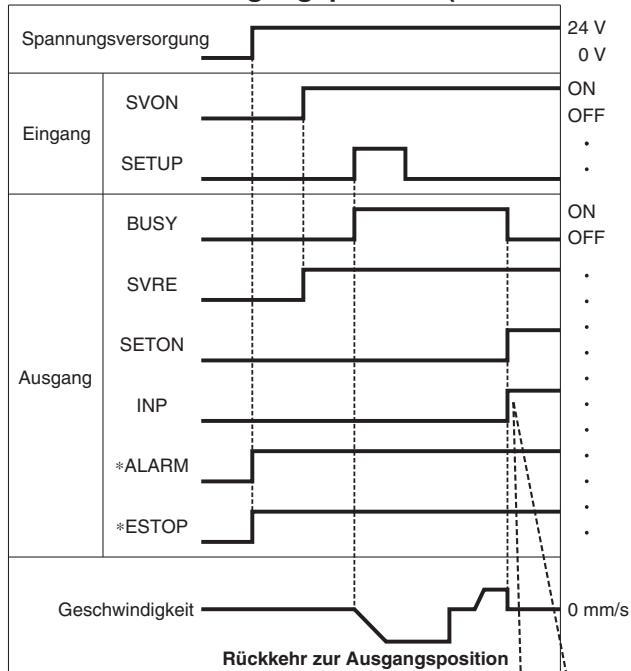 Spannungsversorgung
24 V
0 V
Eingang
SVON
ON
OFF
SETUP
Ausgang
BUSY
ON
OFF
SVRE
SETON
INP
*ALARM
*ESTOP
Geschwindigkeit
0 mm/s
Rückkehr zur Ausgangsposition